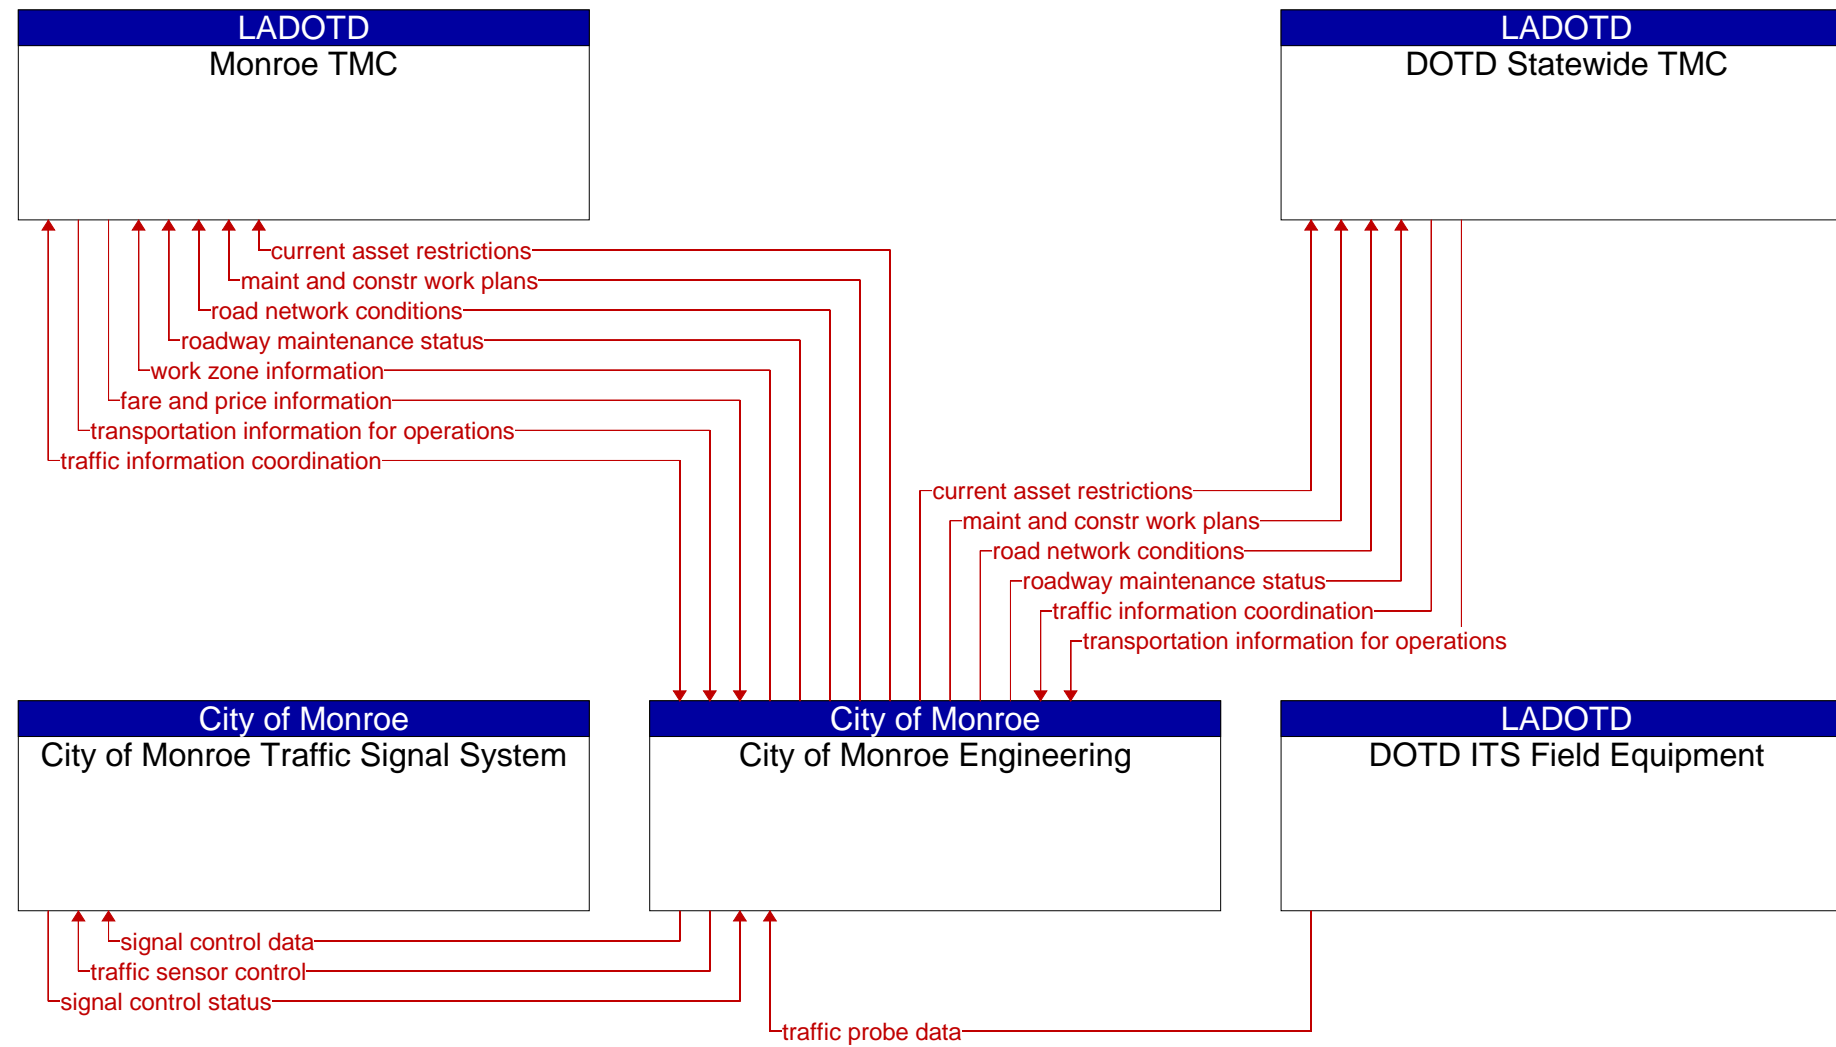 LADOTD
Monroe TMC
LADOTD
DOTD Statewide TMC
current asset restrictions
maint and constr work plans
road network conditions
roadway maintenance status
work zone information
fare and price information
transportation information for operations
traffic information coordination
current asset restrictions
maint and constr work plans
road network conditions
roadway maintenance status
traffic information coordination
transportation information for operations
City of Monroe
City of Monroe Traffic Signal System
City of Monroe
City of Monroe Engineering
LADOTD
DOTD ITS Field Equipment
signal control data
traffic sensor control
signal control status
traffic probe data